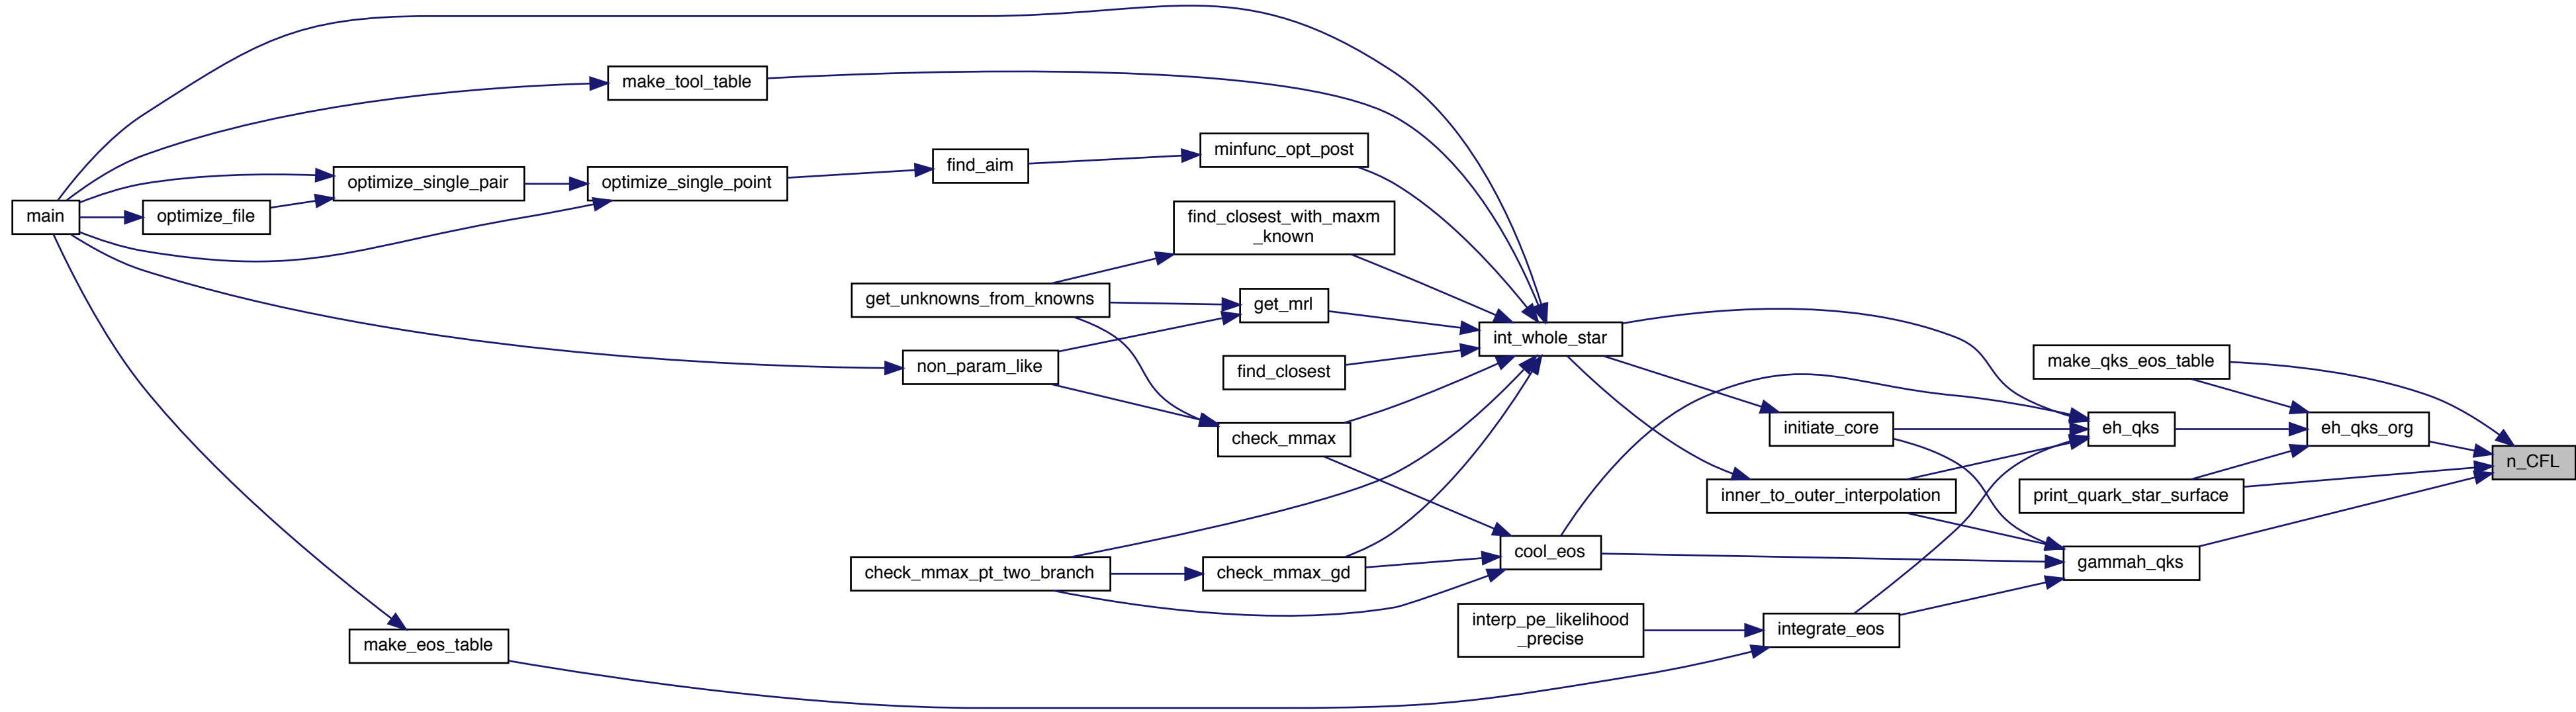 main
make_tool_table
optimize_single_pair
optimize_file
optimize_single_point
find_aim
minfunc_opt_post
find_closest_with_maxm
_known
get_unknowns_from_knowns
get_mrl
non_param_like
find_closest
check_mmax
int_whole_star
check_mmax_pt_two_branch
check_mmax_gd
cool_eos
make_eos_table
interp_pe_likelihood
_precise
integrate_eos
initiate_core
inner_to_outer_interpolation
make_qks_eos_table
eh_qks
eh_qks_org
print_quark_star_surface
gammah_qks
n_CFL